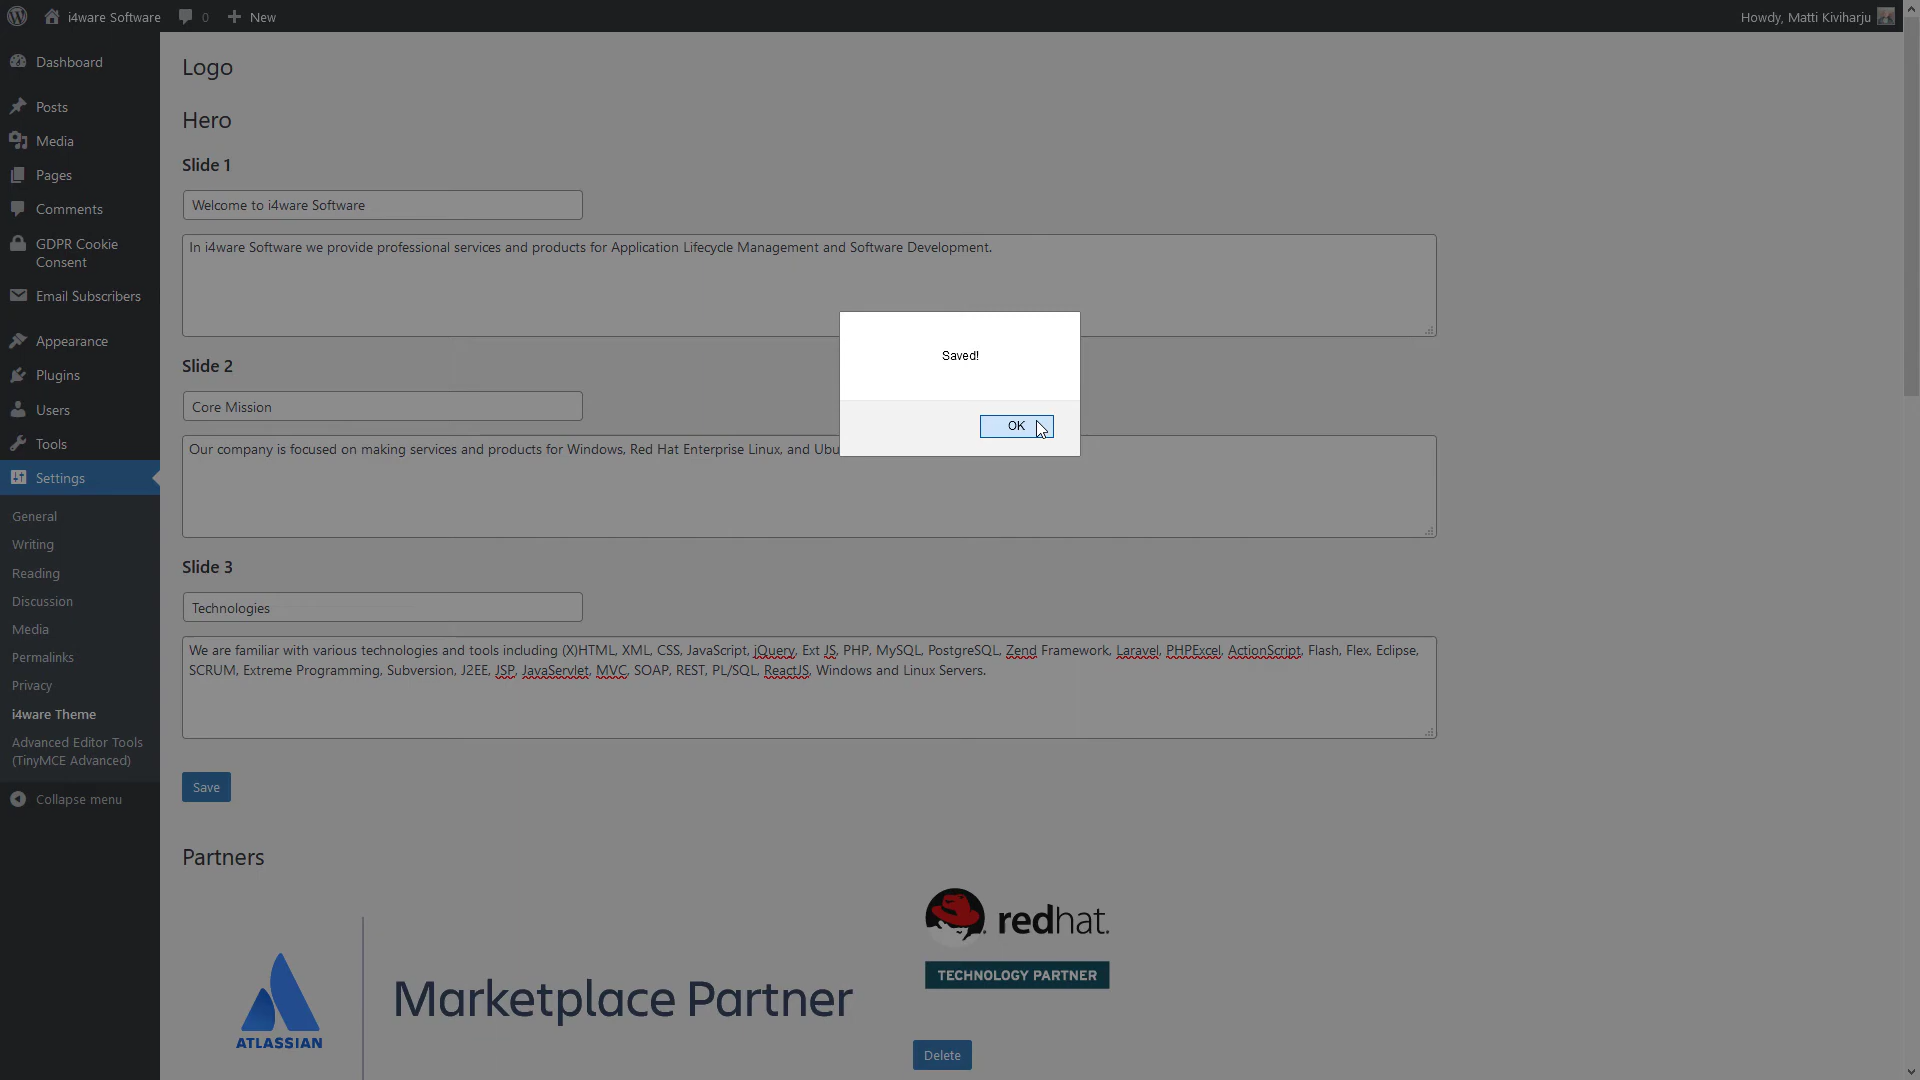 i4ware Software
0
New
Howdy, Matti Kiviharju
Dashboard
Posts
Media
Pages
Comments
GDPR Cookie
Consent
Email Subscribers
Appearance
Plugins
Users
Tools
Settings
General
Writing
Reading
Discussion
Media
Permalinks
Privacy
i4ware Theme
Advanced Editor Tools
(TinyMCE Advanced)
Collapse menu
Logo
Hero
Slide 1
Welcome to i4ware Software
In i4ware Software we provide professional services and products for Application Lifecycle Management and Software Development.
Slide 2
Core Mission
Our company is focused on making services and products for Windows, Red Hat Enterprise Linux, and Ubu
Saved!
OK
Slide 3
Technologies
We are familiar with various technologies and tools including (X)HTML, XML, CSS, JavaScript, jQuery, Ext JS, PHP, MySQL, PostgreSQL, Zend Framework, Laravel, PHPExcel, ActionScript, Flash, Flex, Eclipse,
SCRUM, Extreme Programming, Subversion, J2EE, JSP, JavaServlet, MVC, SOAP, REST, PL/SQL, ReactJS, Windows and Linux Servers.
Save
Partners
ATLASSIAN
Marketplace Partner
redhat.
TECHNOLOGY PARTNER
Delete